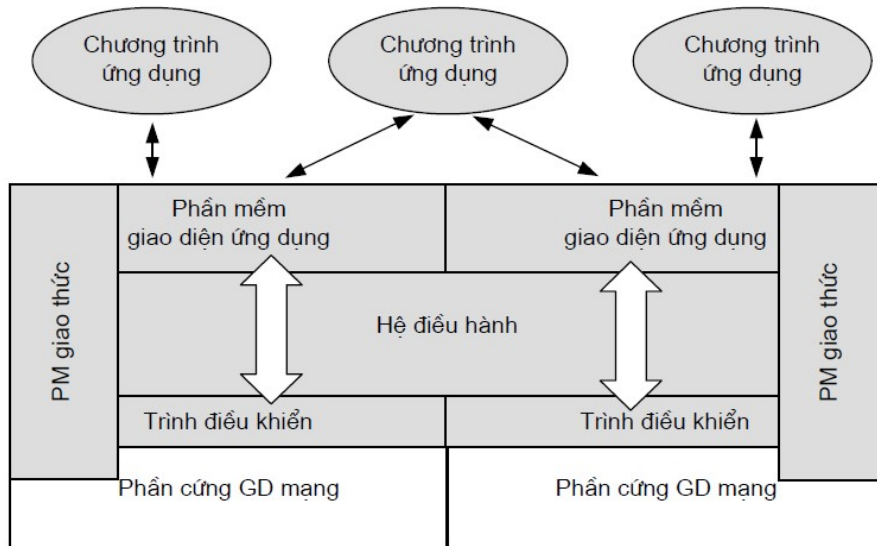 Chương trình
ứng dụng
Chương trình
ứng dụng
Chương trình
ứng dụng
PM giao thức
Phần mềm
giao diện ứng dụng
Phần mềm
giao diện ứng dụng
Hệ điều hành
Trình điều khiển
Trình điều khiển
Phần cứng GD mạng
Phần cứng GD mạng
PM giao thức